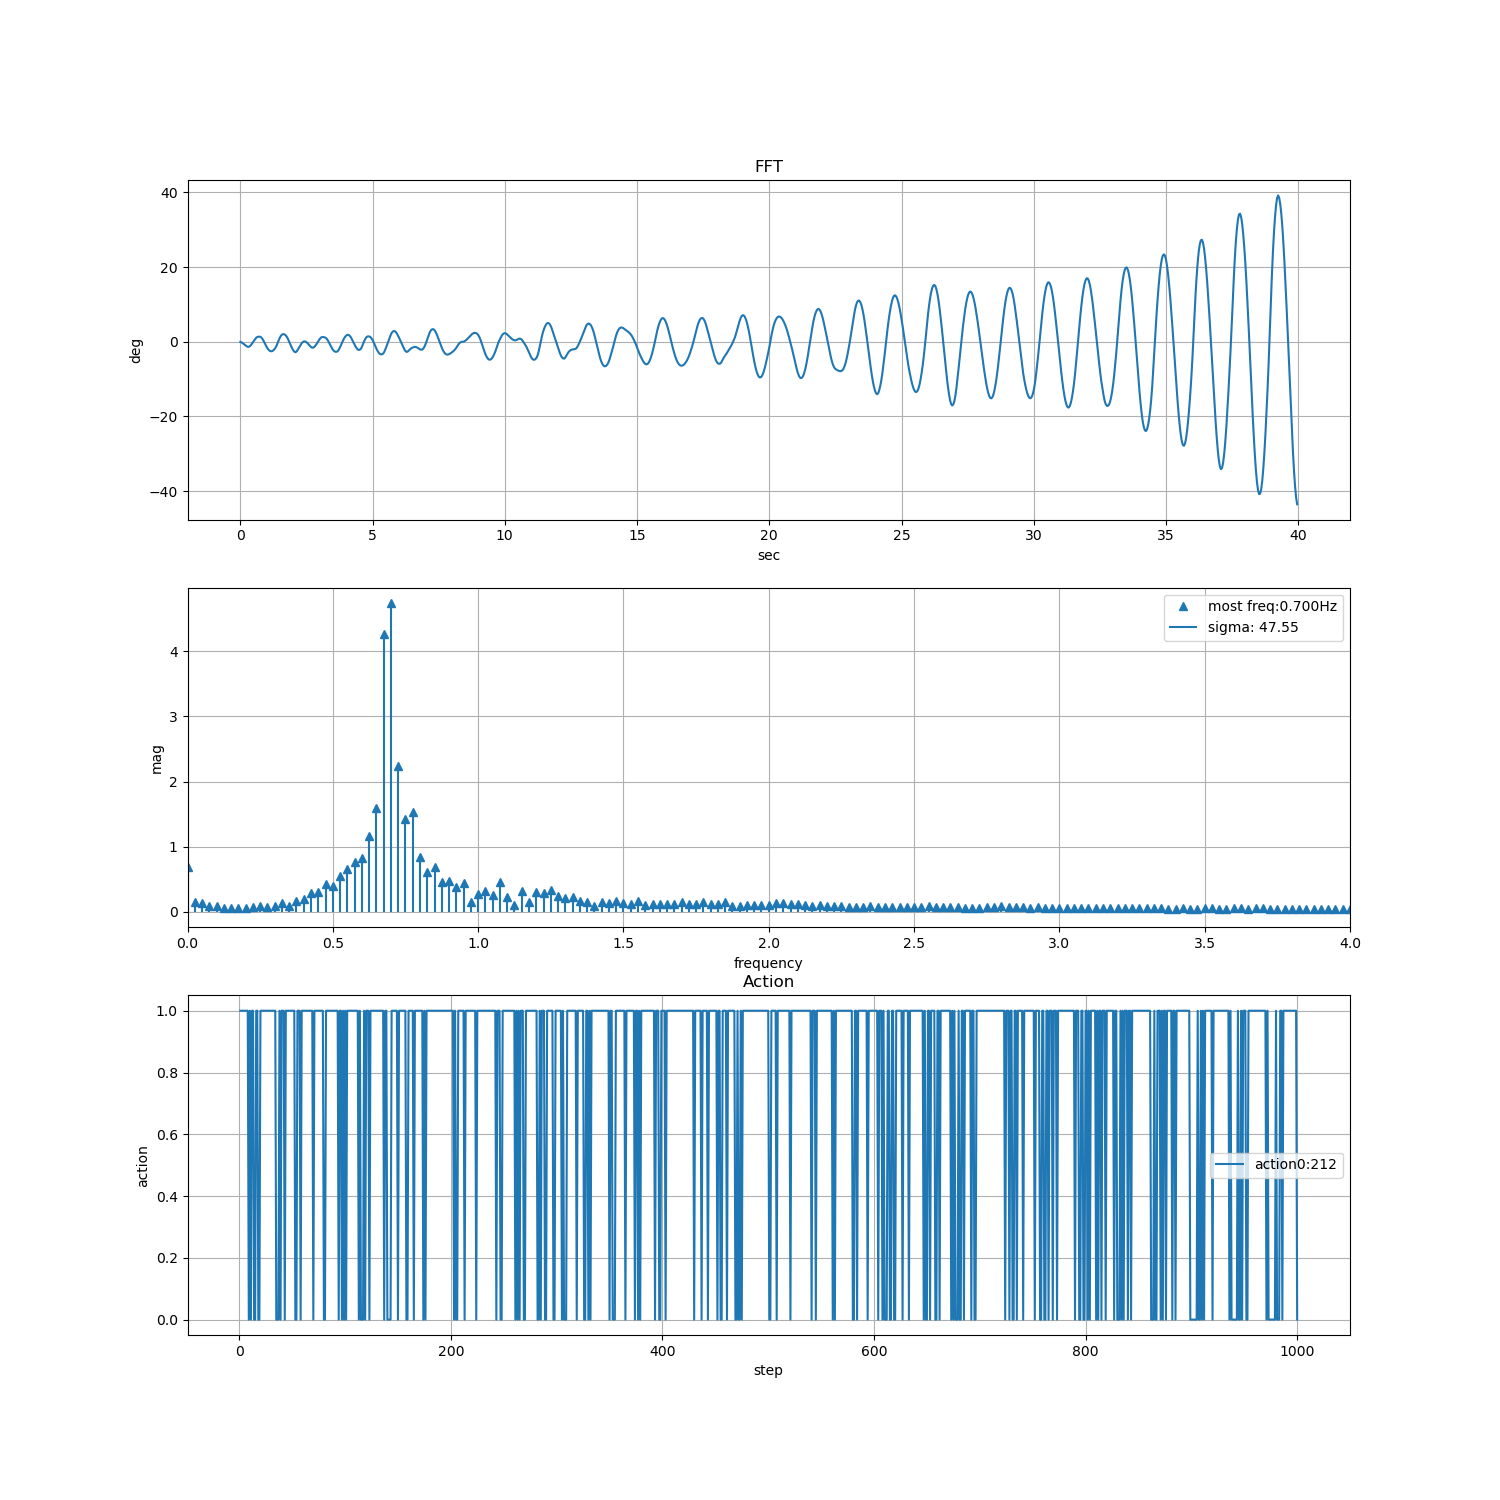 FFT
40
20
0
−20
−40
deg
0 5 10 15 20 25 30 35 40
sec
most freq:0.700Hz
sigma: 47.55
4
3
2
1
0
mag
0.0 0.5 1.0 1.5 2.0 2.5 3.0 3.5 4.0
frequency
Action
1.0
0.8
0.6
0.4
0.2
0.0
action
action0:212
0 200 400 600 800 1000
step